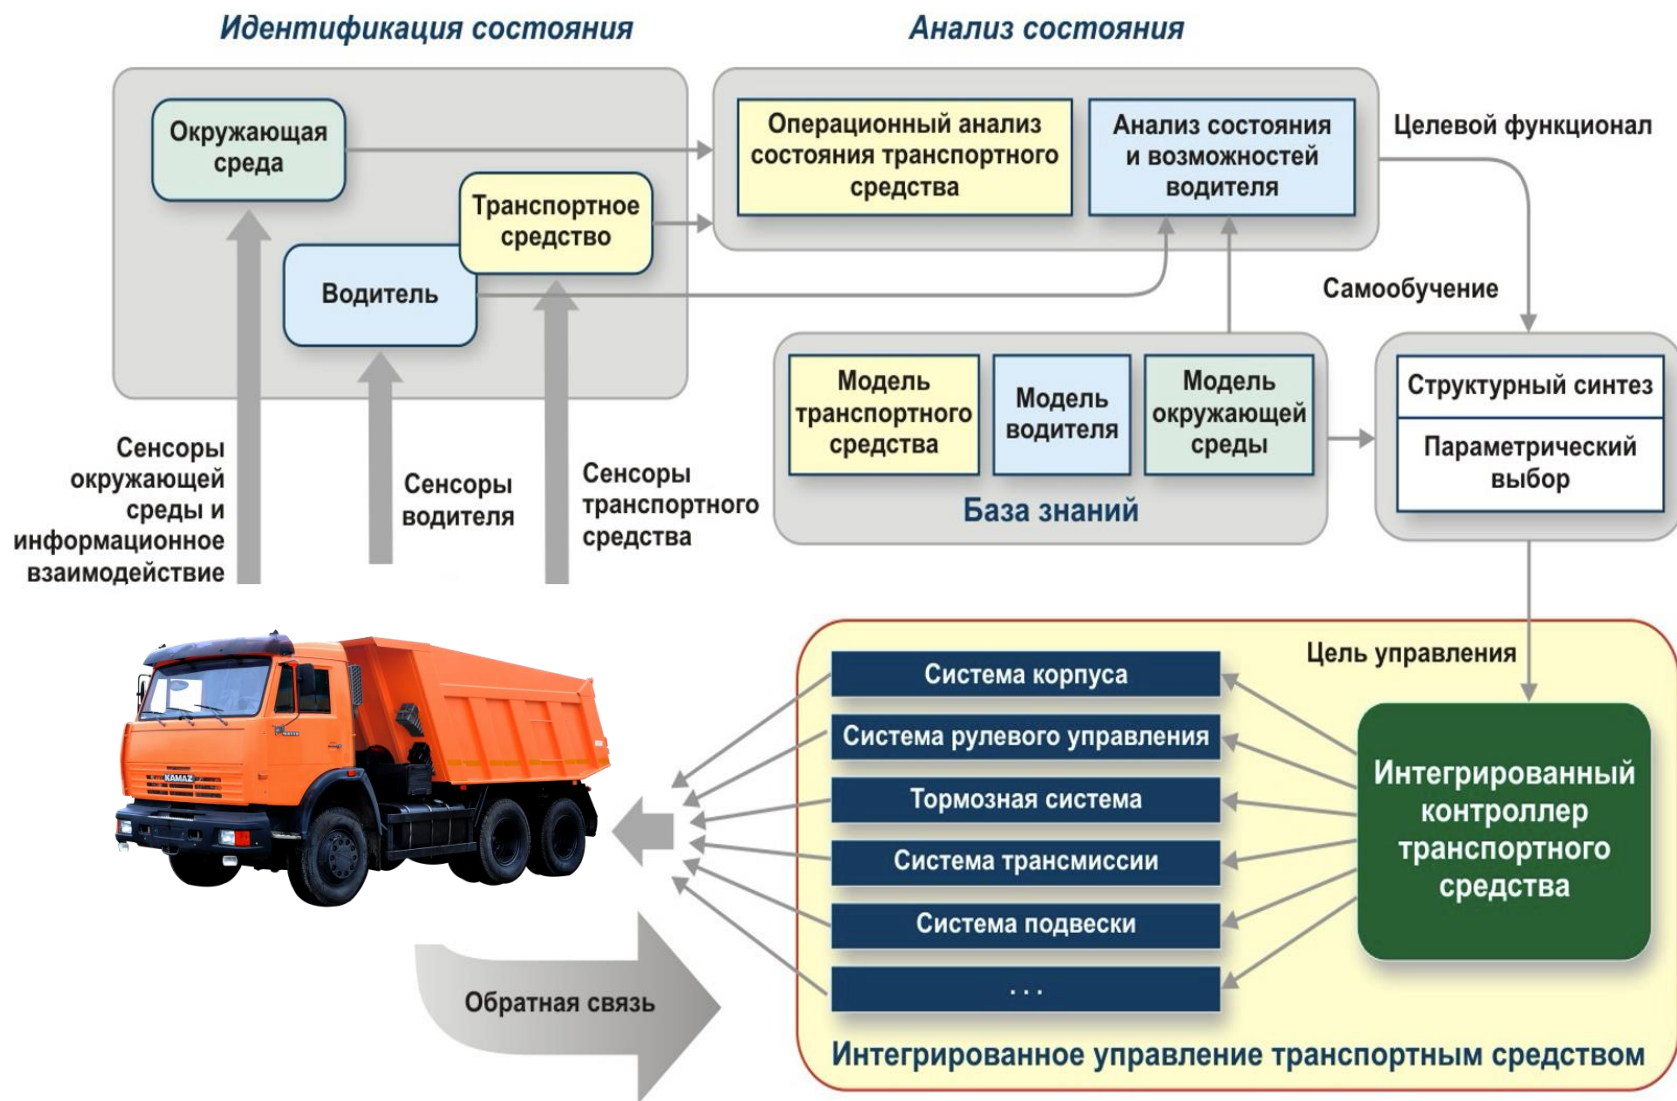 Идентификация состояния
Анализ состояния
Окружающая
среда
Транспортное
средство
Водитель
Операционный анализ
состояния транспортного
средства
Анализ состояния
и возможностей
водителя
Целевой функционал
Самообучение
Модель
транспортного
средства
Модель
водителя
Модель
окружающей
среды
База знаний
Структурный синтез
Параметрический
выбор
Сенсоры
окружающей
среды и
информационное
взаимодействие
Сенсоры
водителя
Сенсоры
транспортного
средства
Цель управления
Система корпуса
Система рулевого управления
Тормозная система
Система трансмиссии
Система подвески
. . .
Интегрированный
контроллер
транспортного
средства
KAMAZ
Обратная связь
Интегрированное управление транспортным средством